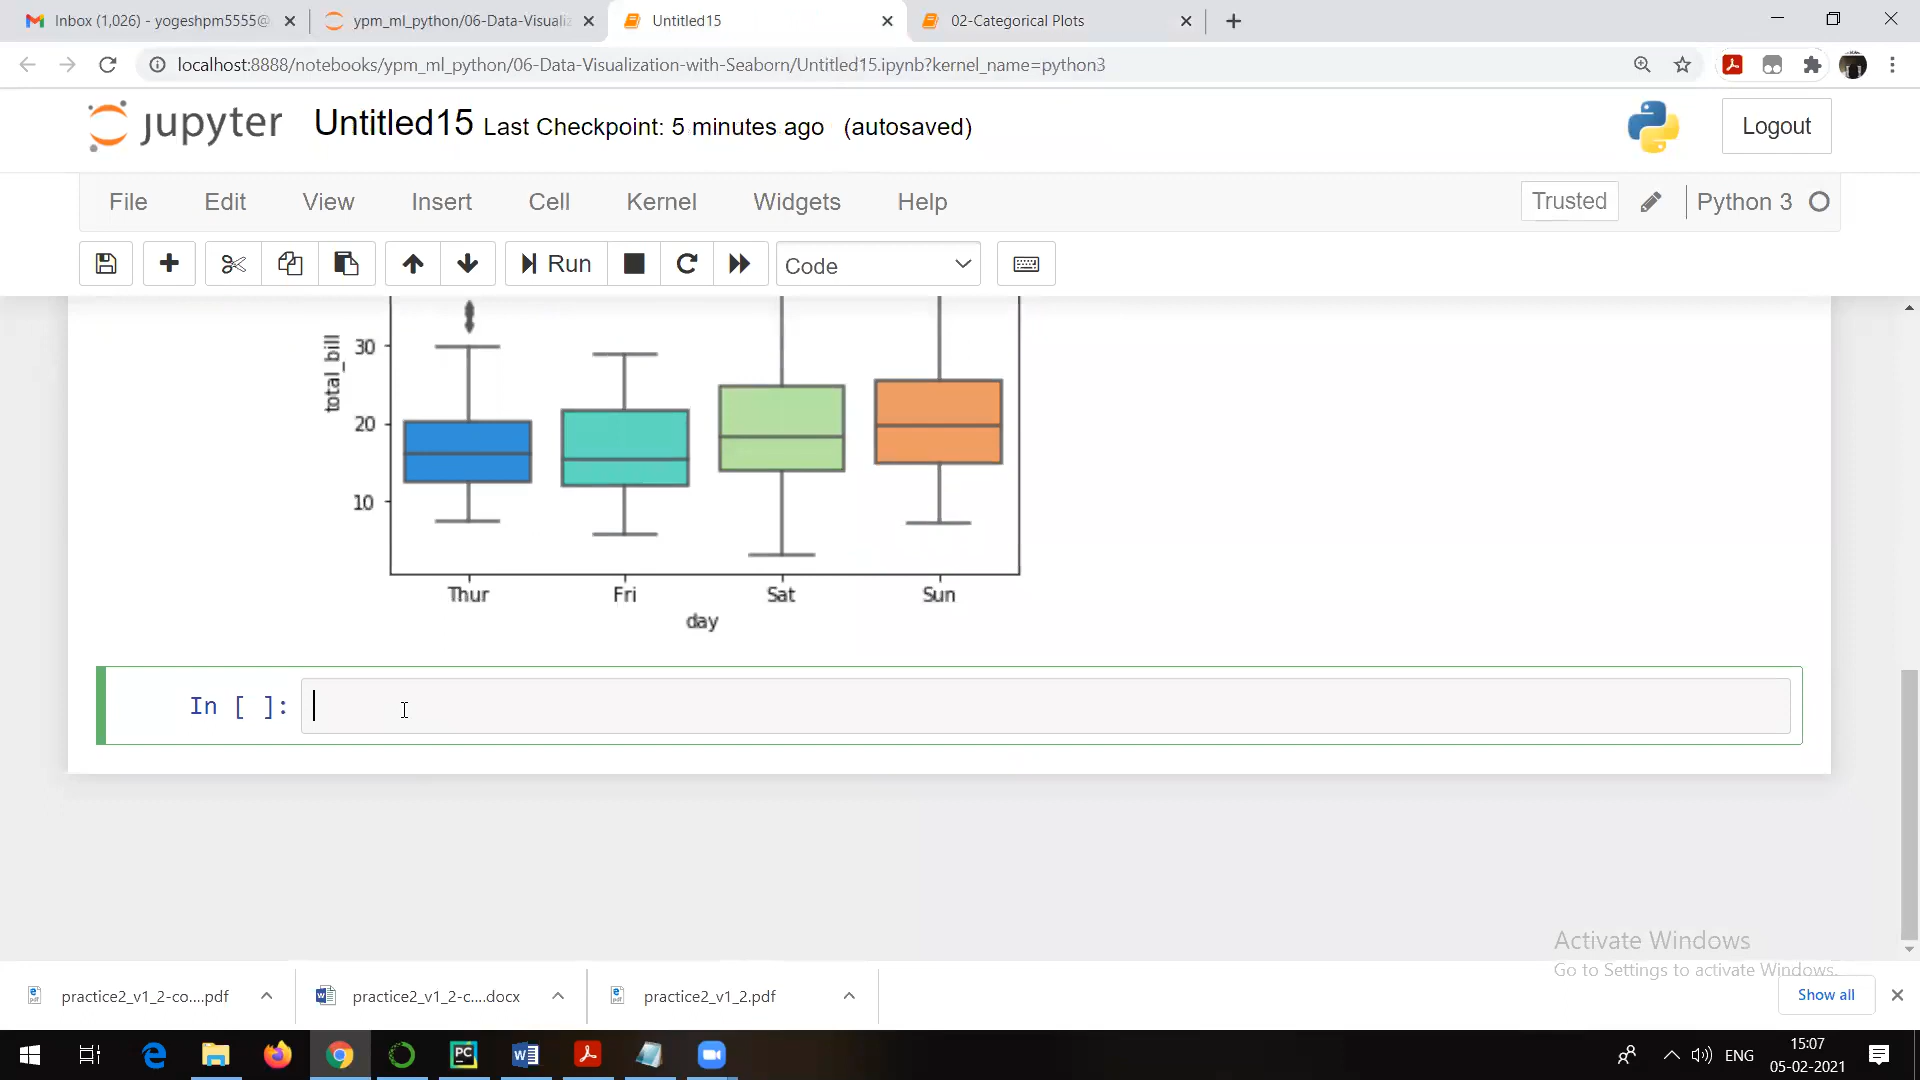 Inbox (1,026) - yogeshpm5555@
ypm_ml_python/06-Data-Visualiz
Untitled15
02-Categorical Plots
localhost:8888/notebooks/ypm_ml_python/06-Data-Visualization-with-Seaborn/Untitled15.ipynb?kernel_name=python3
jupyter Untitled15 Last Checkpoint: 5 minutes ago (autosaved)
Logout
File Edit View Insert Cell Kernel Widgets Help
Trusted
Python 3
Run
Code
total_bill
30
20
10
Thur Fri Sat Sun
day
In [ ]:
Activate Windows
Go to Settings to activate Windows.
practice2_v1_2-co....pdf
practice2_v1_2-c....docx
practice2_v1_2.pdf
Show all
PC
ENG
15:07
05-02-2021